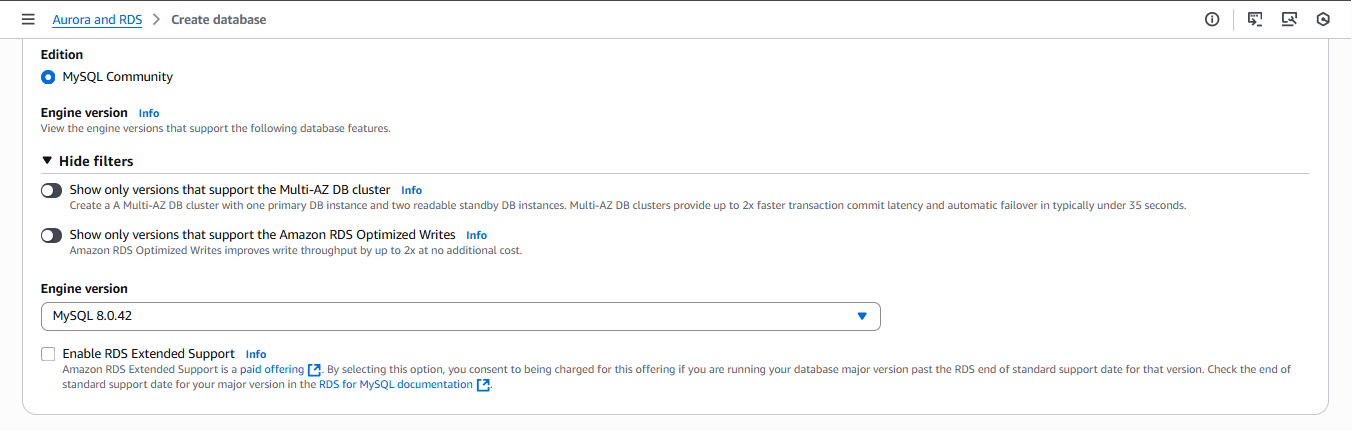 Aurora and RDS > Create database
Edition
MySQL Community
Engine version Info
View the engine versions that support the following database features.
Hide filters
Show only versions that support the Multi-AZ DB cluster Info
Create a A Multi-AZ DB cluster with one primary DB instance and two readable standby DB instances. Multi-AZ DB clusters provide up to 2x faster transaction commit latency and automatic failover in typically under 35 seconds.
Show only versions that support the Amazon RDS Optimized Writes Info
Amazon RDS Optimized Writes improves write throughput by up to 2x at no additional cost.
Engine version
MySQL 8.0.42
Enable RDS Extended Support Info
Amazon RDS Extended Support is a paid offering. By selecting this option, you consent to being charged for this offering if you are running your database major version past the RDS end of standard support date for that version. Check the end of
standard support date for your major version in the RDS for MySQL documentation.